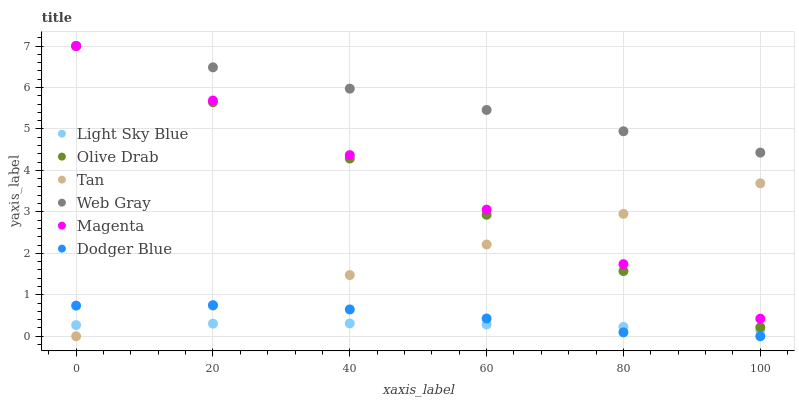 title
7
6
5
4
3
2
1
0
yaxis_label
Light Sky Blue
Olive Drab
Tan
Web Gray
Magenta
Dodger Blue
0 20 40 60 80 100
xaxis_label